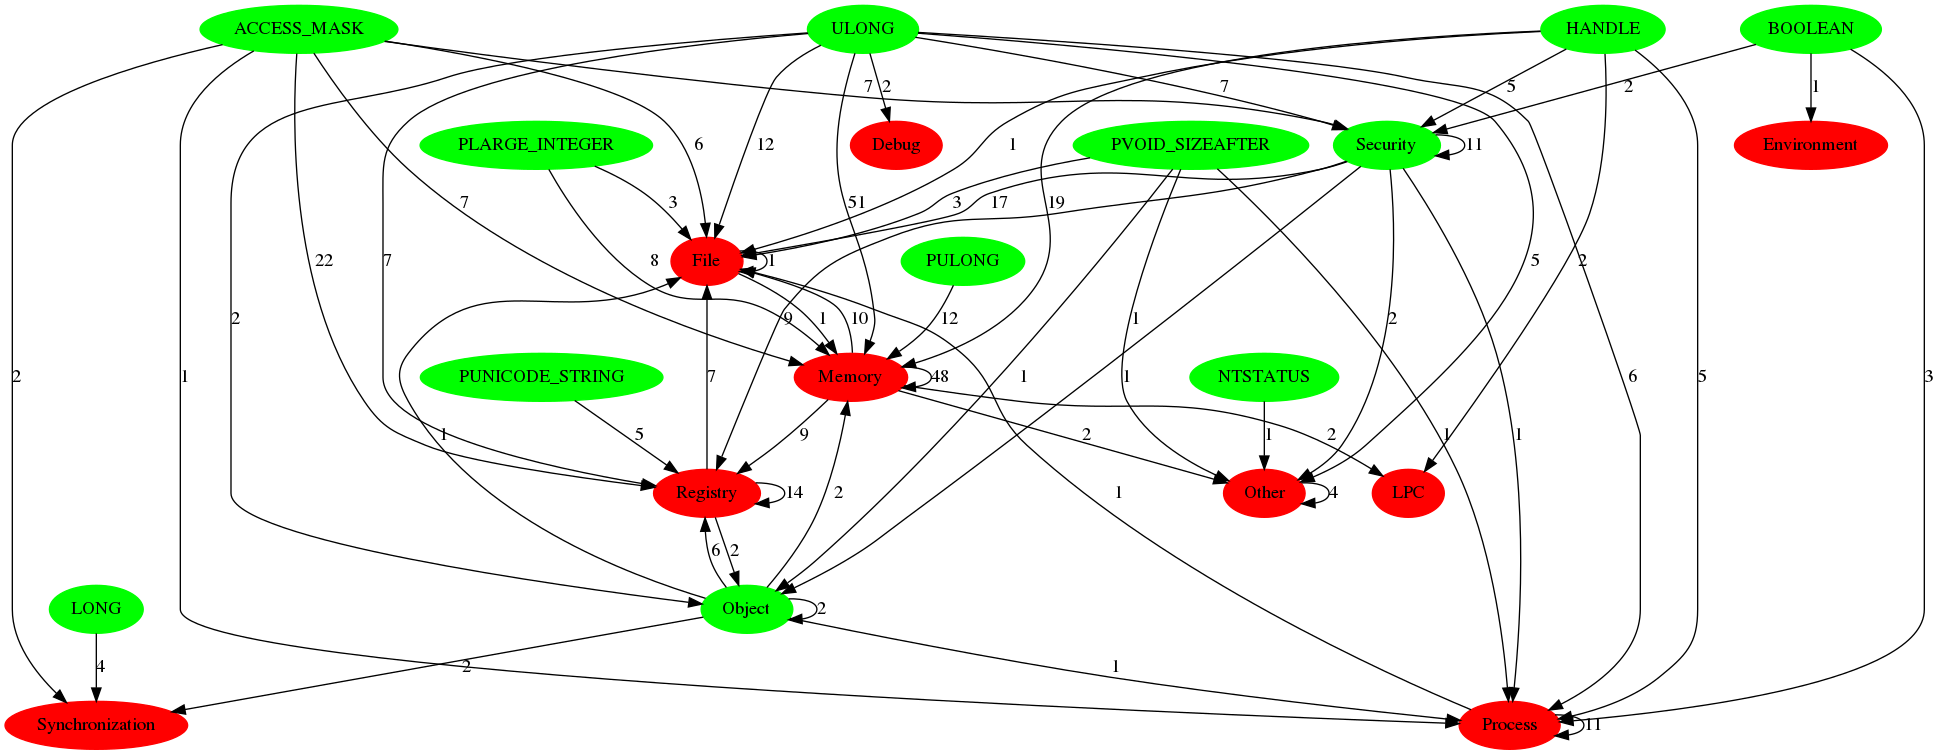 ACCESS_MASK ULONG HANDLE BOOLEAN
7 2 7 5 2 1
PLARGE_INTEGER 6 12 Debug 1 PVOID_SIZEAFTER Security 11 Environment
7 3 51 3 17 19
22 7 8 File 1 PULONG 5 2
2 1 10 12 9 1 2
2 1 PUNICODE_STRING Memory 48 1 1 NTSTATUS 6 5 3
7
1 5 9 2 2 1 1 1
Registry 14 Other 4 LPC
6 2 2 1
LONG Object 2
4 2 1
Synchronization Process 11